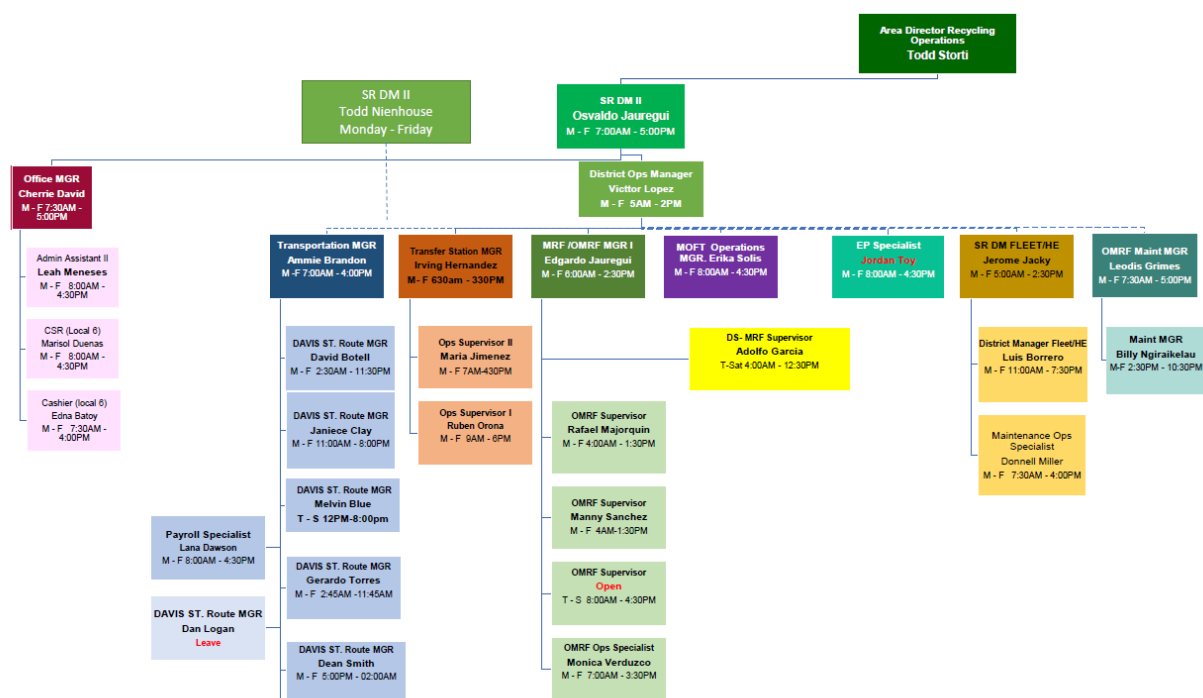 Area Director Recycling
Operations
Todd Storti
SR DM II
Todd Nienhouse
Monday - Friday
SR DM II
Osvaldo Jauregui
M - F 7:00AM - 5:00PM
Office MGR
Cherrie David
M - F 7:30AM -
5:00PM
District Ops Manager
Victtor Lopez
M - F 5AM - 2PM
Admin Assistant II
Leah Meneses
M - F 8:00AM -
4:30PM
CSR (Local 6)
Marisol Duenas
M - F 8:00AM -
4:30PM
Cashier (local 6)
Edna Batoy
M - F 7:30AM -
4:00PM
Transportation MGR
Ammie Brandon
M - F 7:00AM - 4:00PM
Transfer Station MGR
Irving Hernandez
M- F 630am - 330PM
MRF /OMRF MGR I
Edgardo Jauregui
M - F 6:00AM - 2:30PM
MOFT Operations
MGR. Erika Solis
M - F 8:00AM - 4:30PM
EP Specialist
Jordan Toy
M - F 8:00AM - 4:30PM
SR DM FLEET/HE
Jerome Jacky
M - F 5:00AM - 2:30PM
OMRF Maint MGR
Leodis Grimes
M - F 7:30AM - 5:00PM
DAVIS ST. Route MGR
David Botell
M - F 2:30AM - 11:30PM
DAVIS ST. Route MGR
Janiece Clay
M - F 11:00AM - 8:00PM
DAVIS ST. Route MGR
Melvin Blue
T - S 12PM-8:00pm
Payroll Specialist
Lana Dawson
M - F 8:00AM - 4:30PM
DAVIS ST. Route MGR
Gerardo Torres
M - F 2:45AM -11:45AM
DAVIS ST. Route MGR
Dan Logan
Leave
DAVIS ST. Route MGR
Dean Smith
M - F 5:00PM - 02:00AM
Ops Supervisor II
Maria Jimenez
M - F 7AM-430PM
Ops Supervisor I
Ruben Orona
M - F 9AM - 6PM
DS- MRF Supervisor
Adolfo Garcia
T-Sat 4:00AM - 12:30PM
OMRF Supervisor
Rafael Majorquin
M - F 4:00AM - 1:30PM
OMRF Supervisor
Manny Sanchez
M - F 4AM-1:30PM
OMRF Supervisor
Open
T - S 8:00AM - 4:30PM
OMRF Ops Specialist
Monica Verduzco
M - F 7:00AM - 3:30PM
District Manager Fleet/HE
Luis Borrero
M - F 11:00AM - 7:30PM
Maintenance Ops
Specialist
Donnell Miller
M - F 7:30AM - 4:00PM
Maint MGR
Billy Ngiraikelau
M-F 2:30PM - 10:30PM